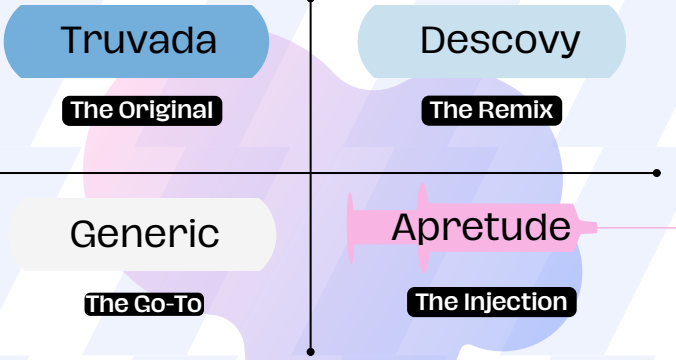 Truvada
The Original
Descovy
The Remix
Generic
The Go-To
Apretude
The Injection